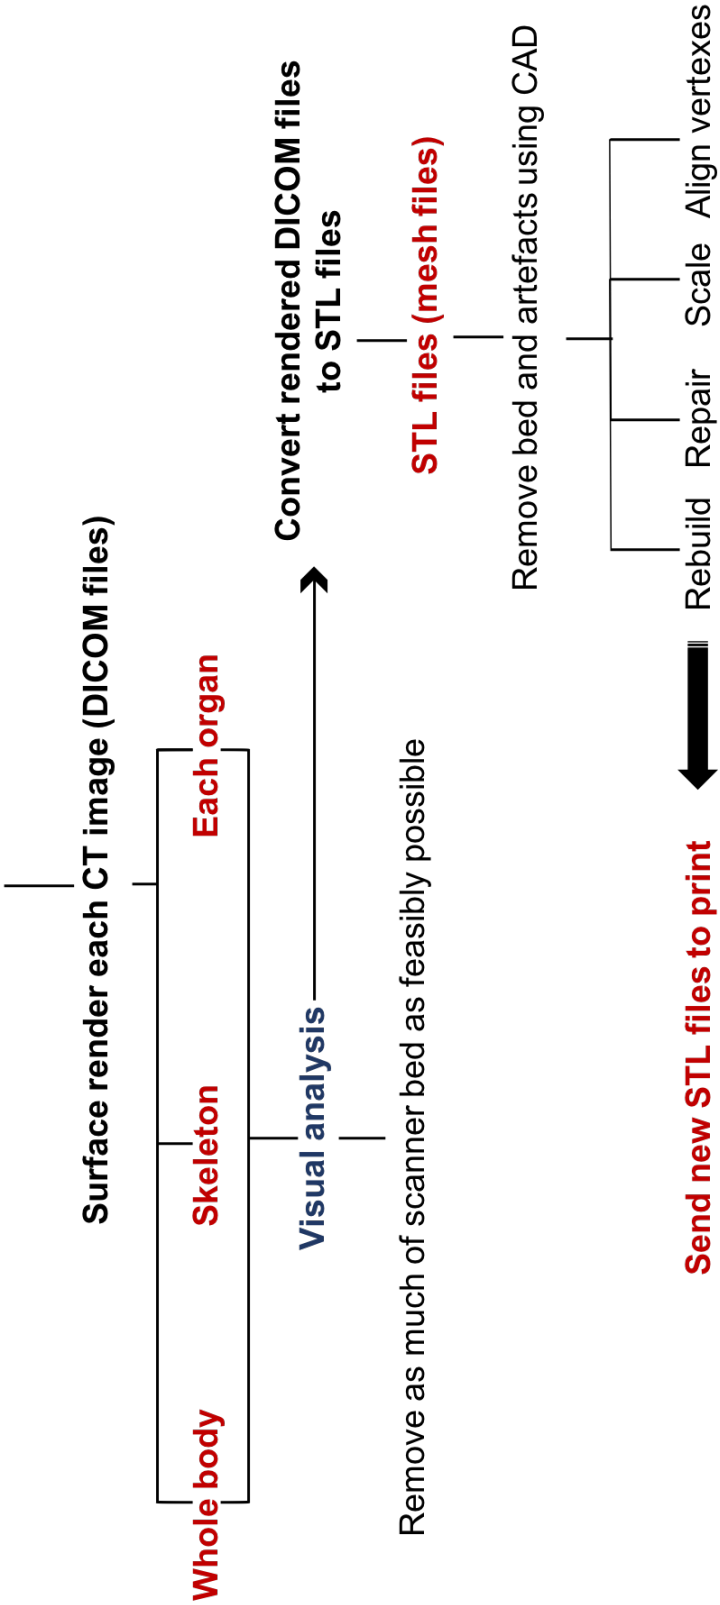 Surface render each CT image (DICOM files)
Whole body
Skeleton
Each organ
Visual analysis
Remove as much of scanner bed as feasibly possible
Convert rendered DICOM files
to STL files
STL files (mesh files)
Remove bed and artefacts using CAD
Rebuild
Repair
Scale
Align vertexes
Send new STL files to print